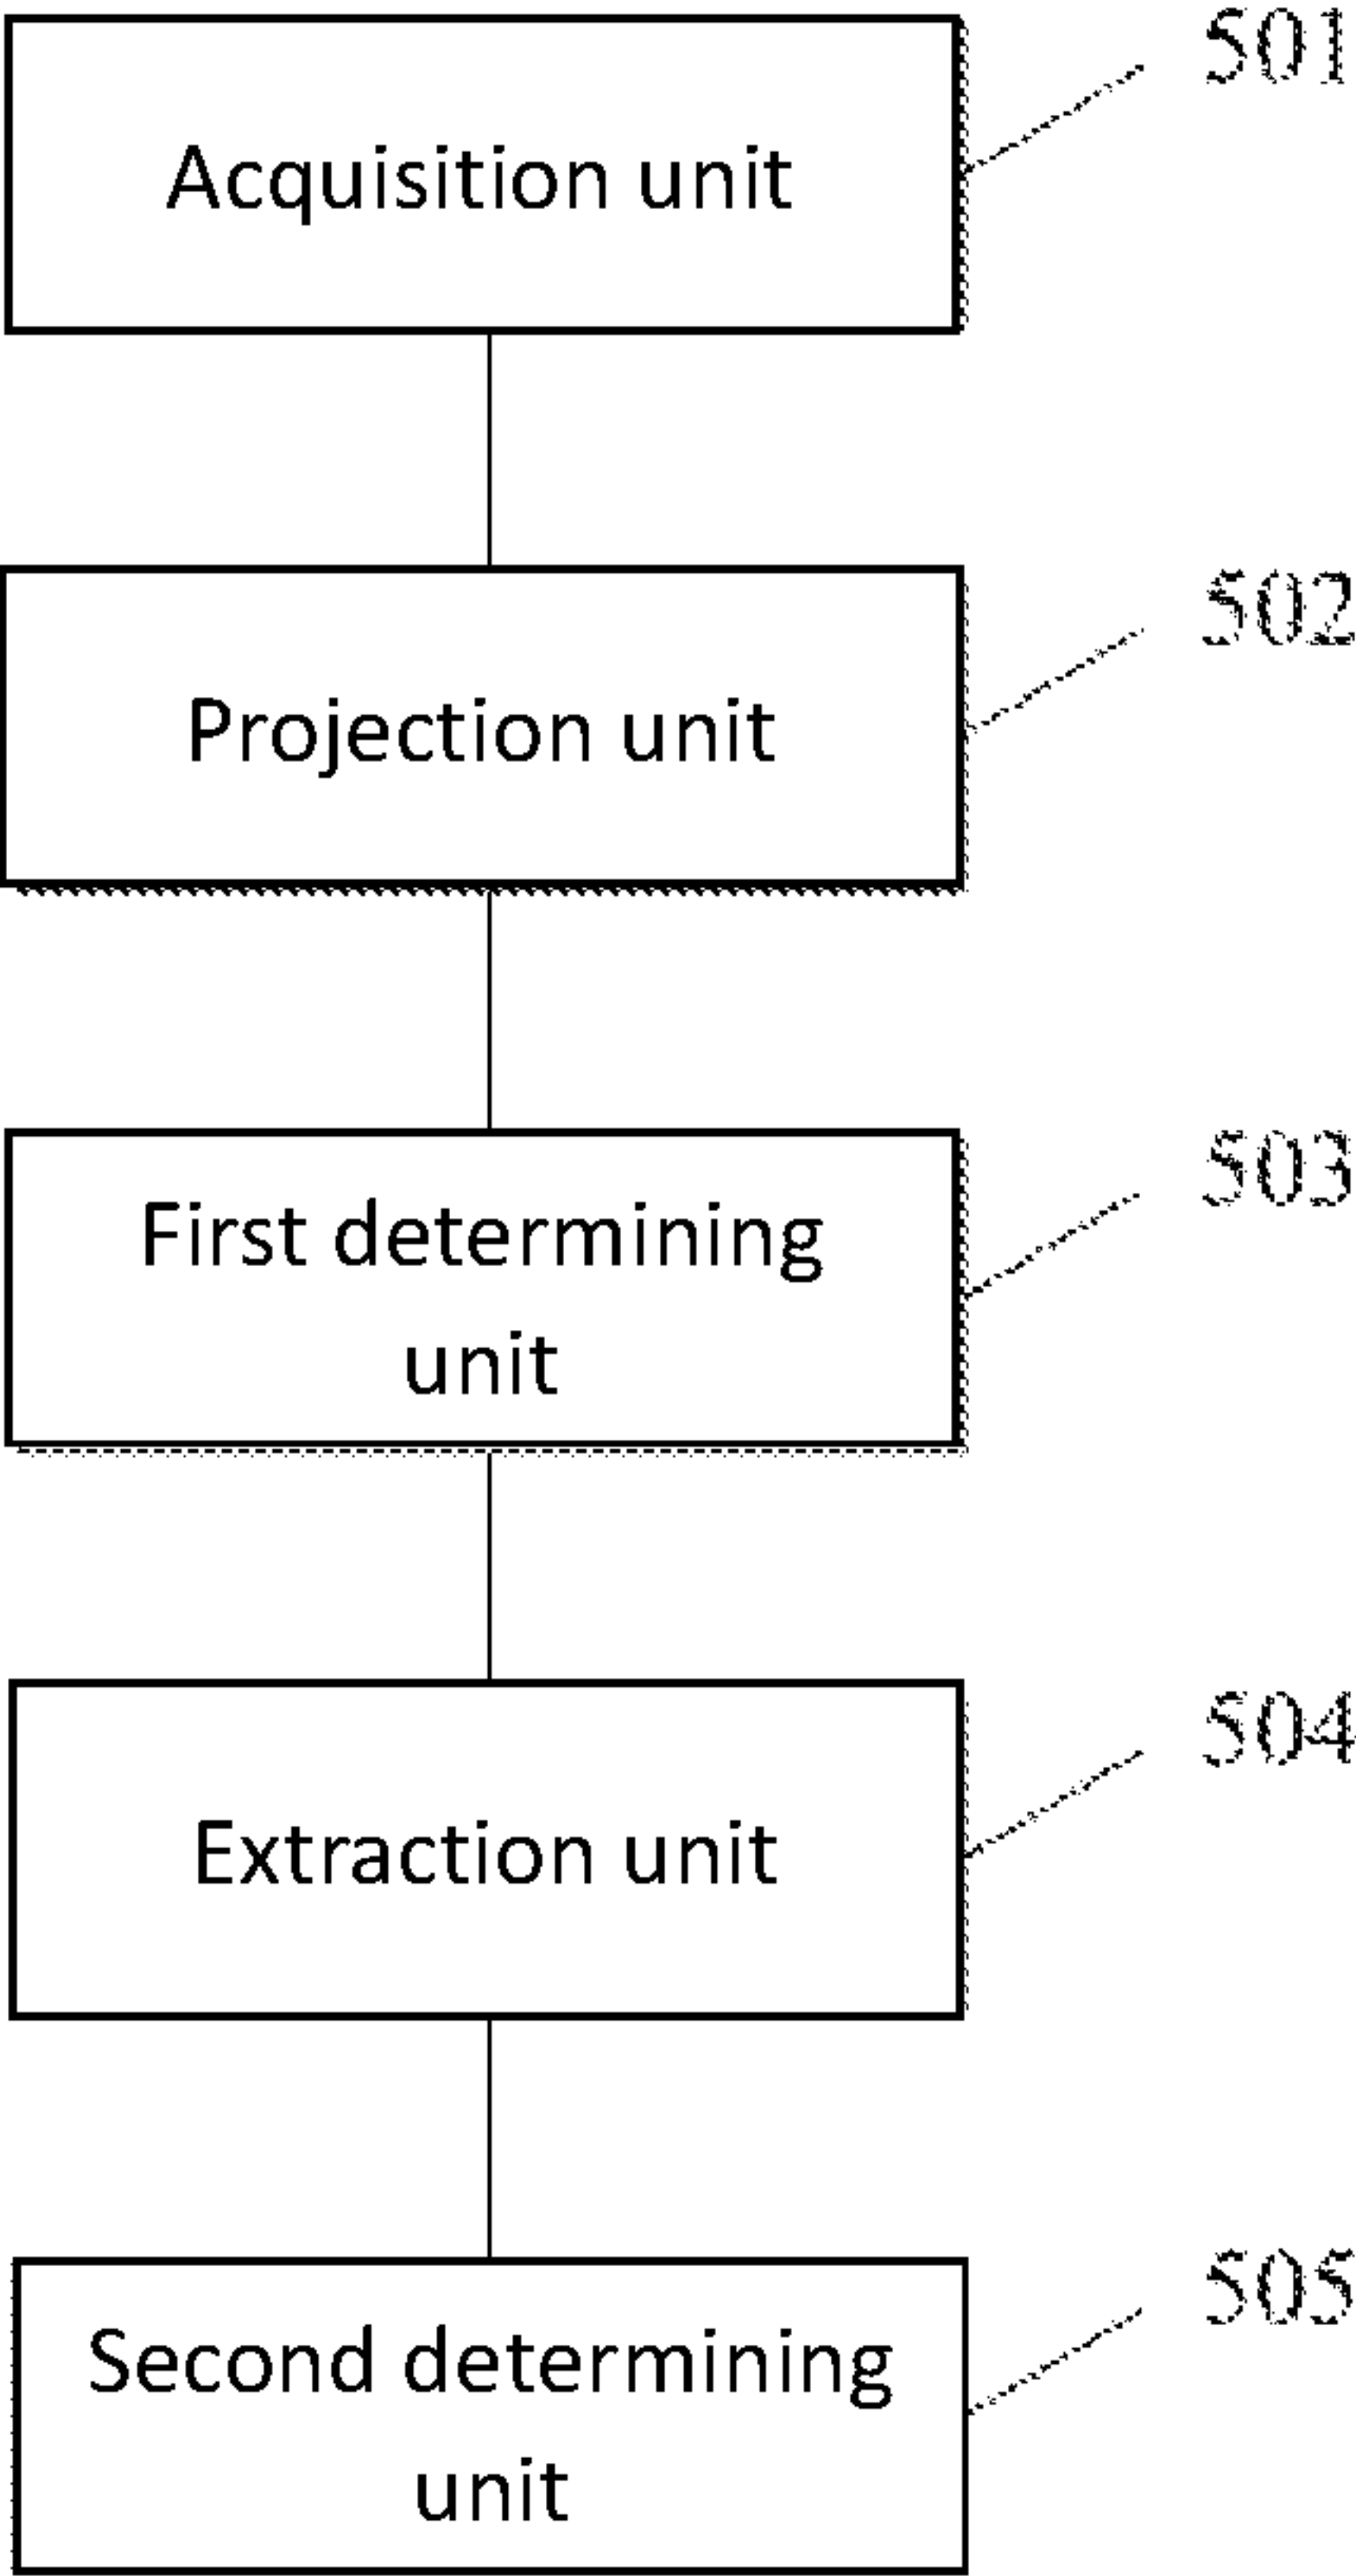 501
Acquisition unit
502
Projection unit
503
First determining
unit
504
Extraction unit
505
Second determining
unit